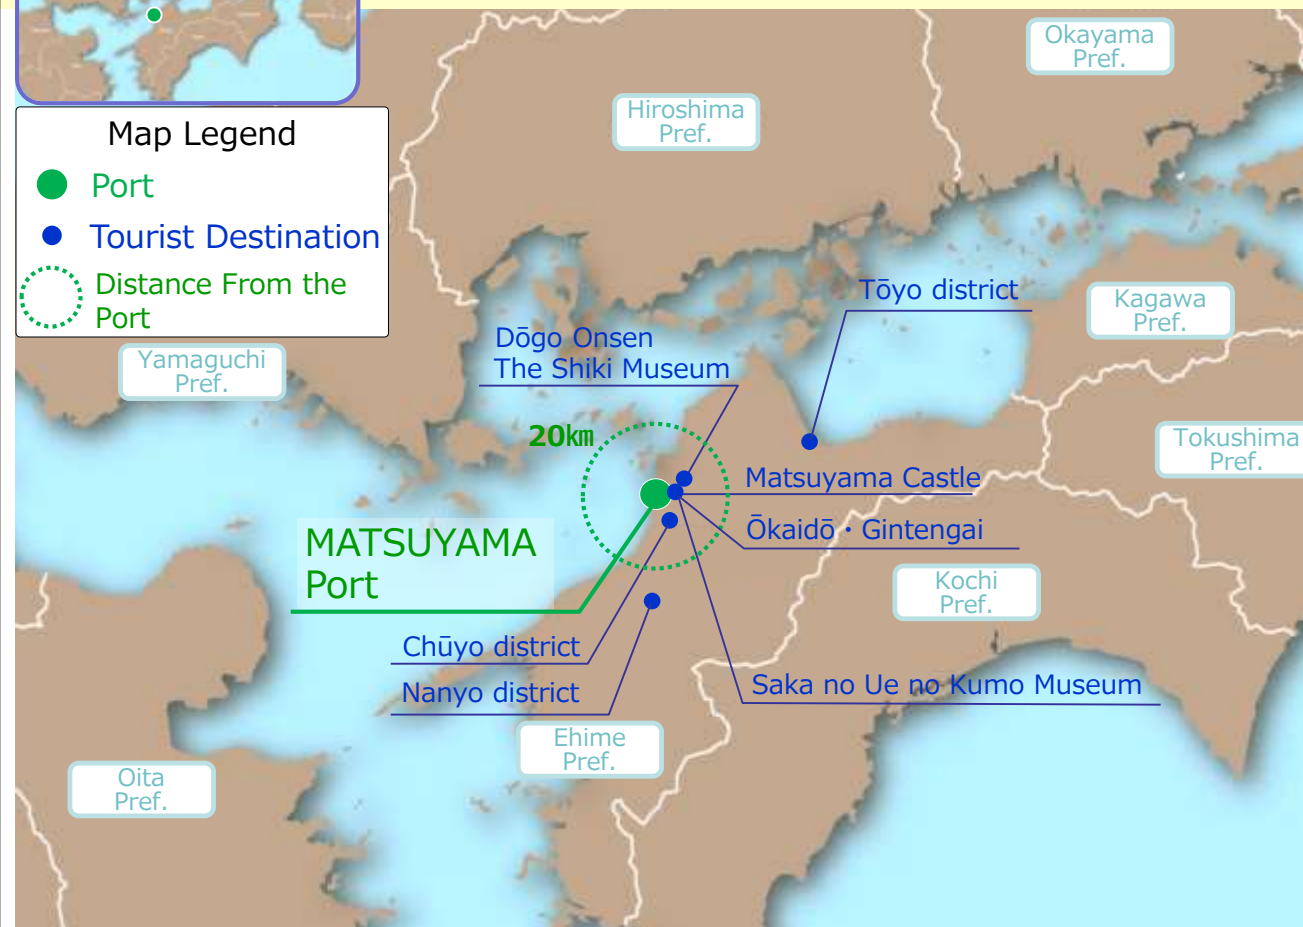 Okayama
Pref.
Hiroshima
Pref.
Map Legend
Port
Tourist Destination
Distance From the
Port
Tōyo district
Kagawa
Pref.
Dōgo Onsen
The Shiki Museum
Yamaguchi
Pref.
20㎞
Tokushima
Pref.
Matsuyama Castle
Ōkaidō・Gintengai
MATSUYAMA
Port
Kochi
Pref.
Chūyo district
Nanyo district
Saka no Ue no Kumo Museum
Ehime
Pref.
Oita
Pref.